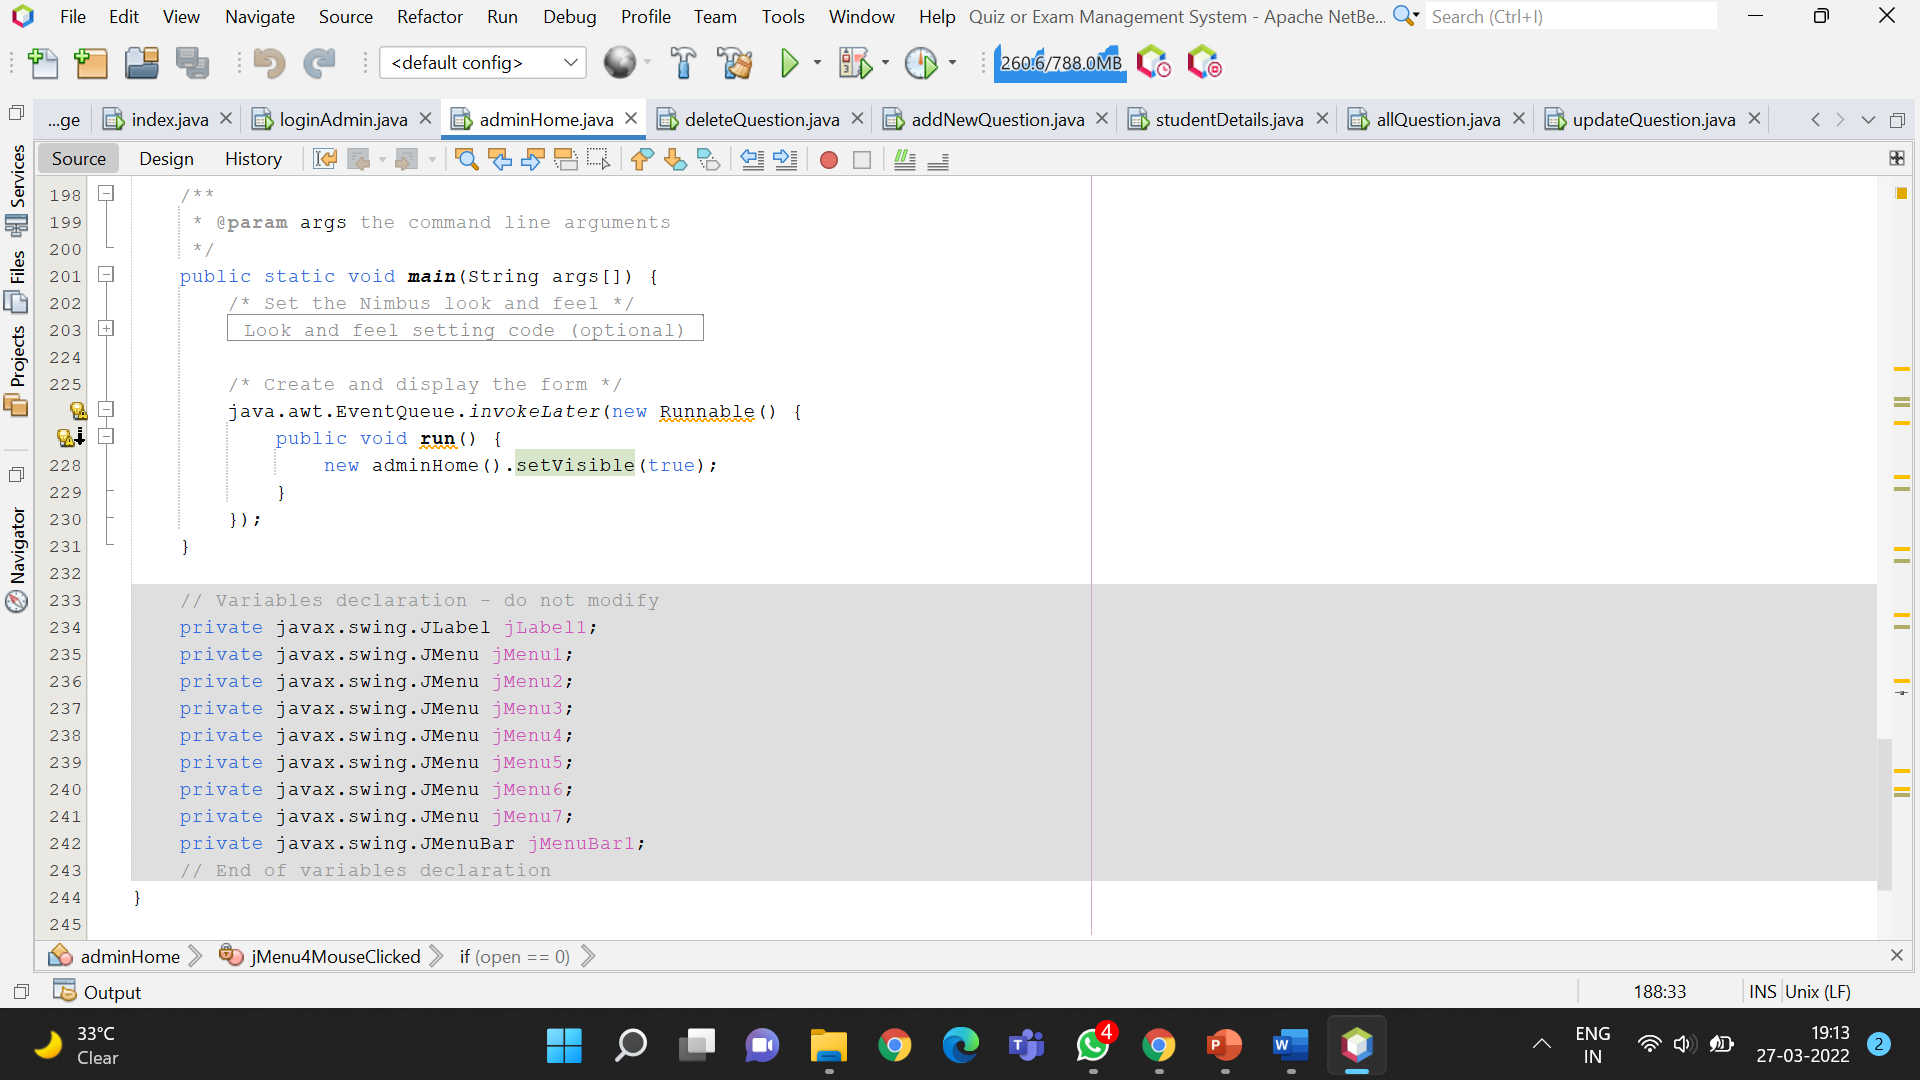 File Edit View Navigate Source Refactor Run Debug Profile Team Tools Window Help Quiz or Exam Management System - Apache NetBe... Search (Ctrl+I)
<default config> 260.6/788.0MB
...ge index.java loginAdmin.java adminHome.java deleteQuestion.java addNewQuestion.java studentDetails.java allQuestion.java updateQuestion.java
Source Design History
Services
Files
Projects
Navigator
198 /**
199 * @param args the command line arguments
200 */
201 public static void main(String args[]) {
202 /* Set the Nimbus look and feel */
203 Look and feel setting code (optional)
224
225 /* Create and display the form */
java.awt.EventQueue.invokeLater(new Runnable() {
public void run() {
228 new adminHome().setVisible(true);
229 }
230 });
231 }
232
233 // Variables declaration - do not modify
234 private javax.swing.JLabel jLabel1;
235 private javax.swing.JMenu jMenu1;
236 private javax.swing.JMenu jMenu2;
237 private javax.swing.JMenu jMenu3;
238 private javax.swing.JMenu jMenu4;
239 private javax.swing.JMenu jMenu5;
240 private javax.swing.JMenu jMenu6;
241 private javax.swing.JMenu jMenu7;
242 private javax.swing.JMenuBar jMenuBar1;
243 // End of variables declaration
244 }
245
adminHome jMenu4MouseClicked if (open == 0)
Output 188:33 INS Unix (LF)
33°C
Clear
4
ENG
IN
19:13
27-03-2022
2